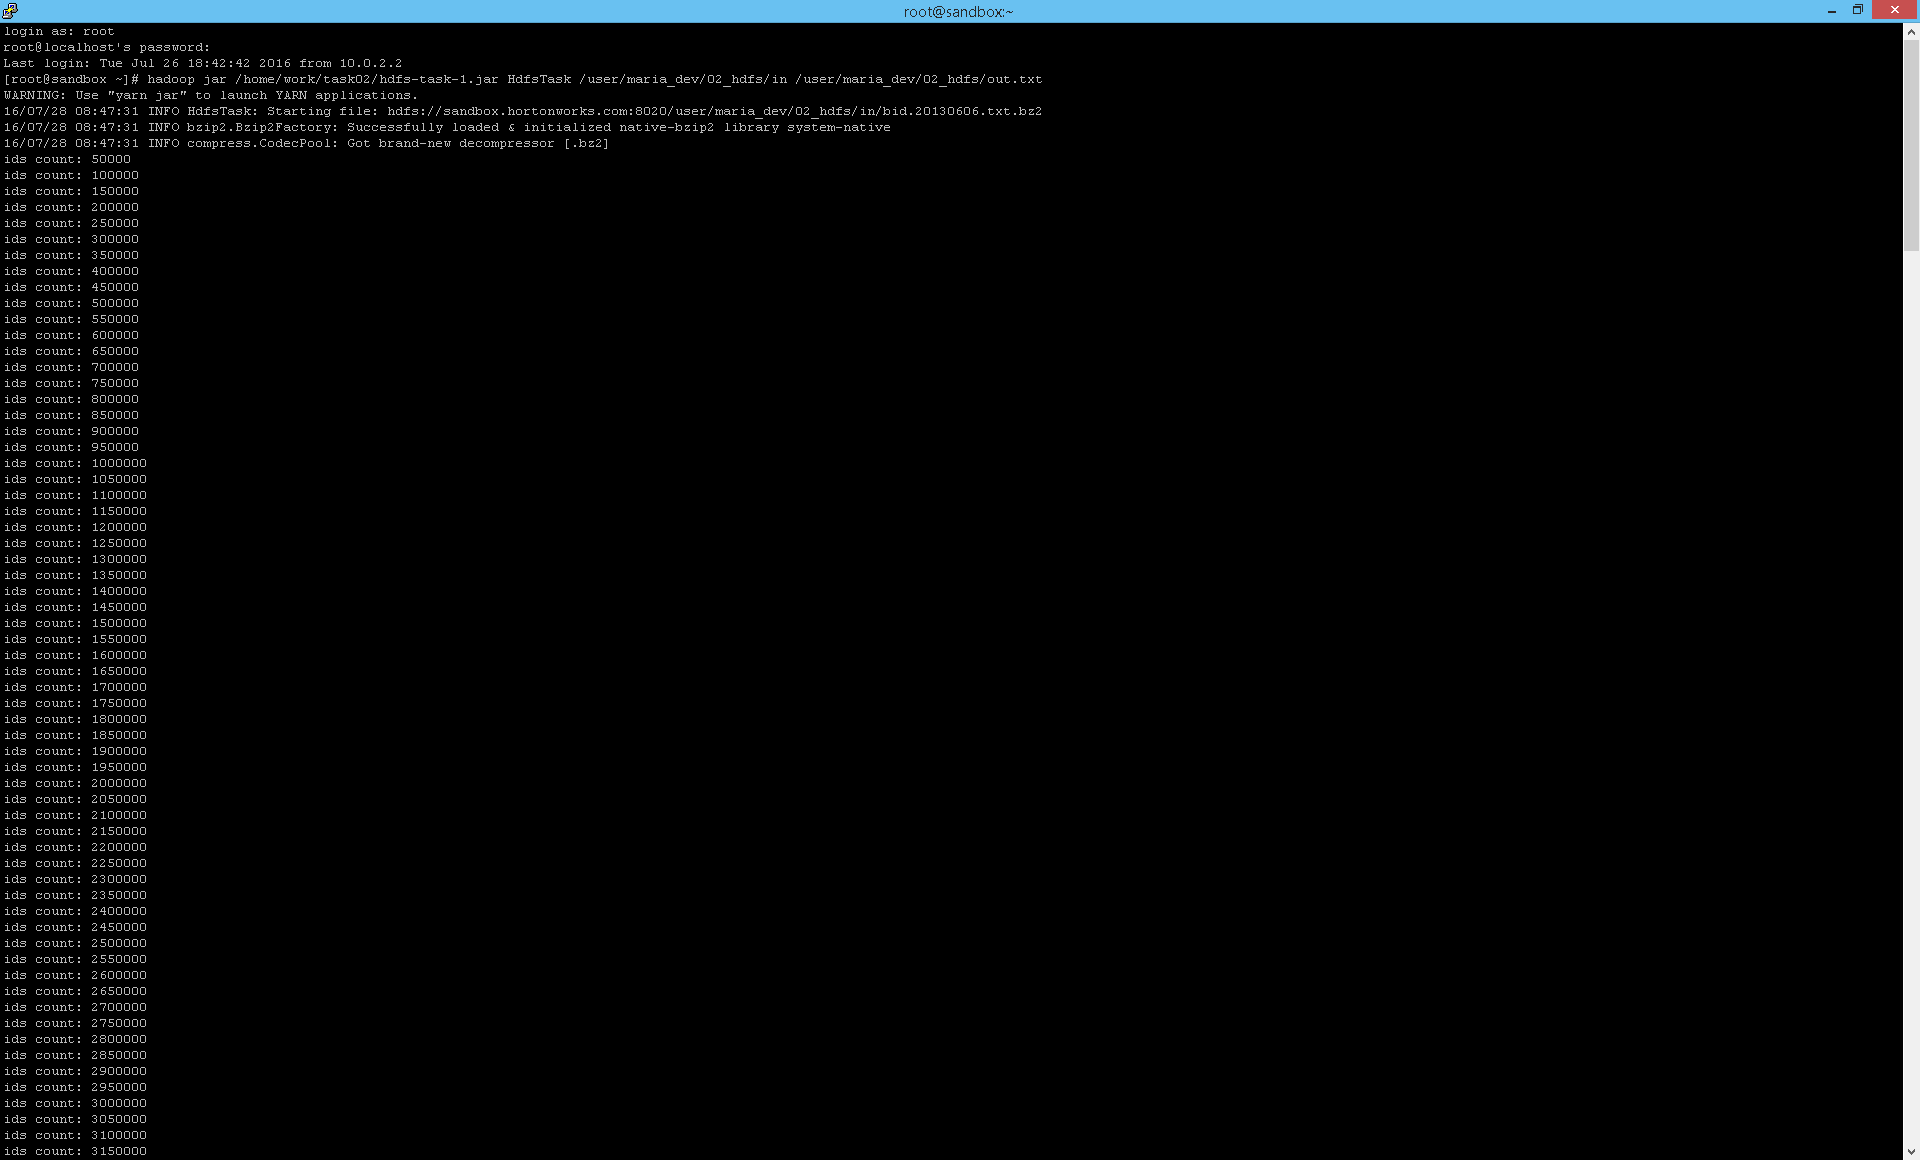 root@sandbox:~
login as: root
root@localhost's password:
Last login: Tue Jul 26 18:42:42 2016 from 10.0.2.2
[root@sandbox ~]# hadoop jar /home/work/task02/hdfs-task-1.jar HdfsTask /user/maria_dev/02_hdfs/in /user/maria_dev/02_hdfs/out.txt
WARNING: Use "yarn jar" to launch YARN applications.
16/07/28 08:47:31 INFO HdfsTask: Starting file: hdfs://sandbox.hortonworks.com:8020/user/maria_dev/02_hdfs/in/bid.20130606.txt.bz2
16/07/28 08:47:31 INFO bzip2.Bzip2Factory: Successfully loaded & initialized native-bzip2 library system-native
16/07/28 08:47:31 INFO compress.CodecPool: Got brand-new decompressor [.bz2]
ids count: 50000
ids count: 100000
ids count: 150000
ids count: 200000
ids count: 250000
ids count: 300000
ids count: 350000
ids count: 400000
ids count: 450000
ids count: 500000
ids count: 550000
ids count: 600000
ids count: 650000
ids count: 700000
ids count: 750000
ids count: 800000
ids count: 850000
ids count: 900000
ids count: 950000
ids count: 1000000
ids count: 1050000
ids count: 1100000
ids count: 1150000
ids count: 1200000
ids count: 1250000
ids count: 1300000
ids count: 1350000
ids count: 1400000
ids count: 1450000
ids count: 1500000
ids count: 1550000
ids count: 1600000
ids count: 1650000
ids count: 1700000
ids count: 1750000
ids count: 1800000
ids count: 1850000
ids count: 1900000
ids count: 1950000
ids count: 2000000
ids count: 2050000
ids count: 2100000
ids count: 2150000
ids count: 2200000
ids count: 2250000
ids count: 2300000
ids count: 2350000
ids count: 2400000
ids count: 2450000
ids count: 2500000
ids count: 2550000
ids count: 2600000
ids count: 2650000
ids count: 2700000
ids count: 2750000
ids count: 2800000
ids count: 2850000
ids count: 2900000
ids count: 2950000
ids count: 3000000
ids count: 3050000
ids count: 3100000
ids count: 3150000